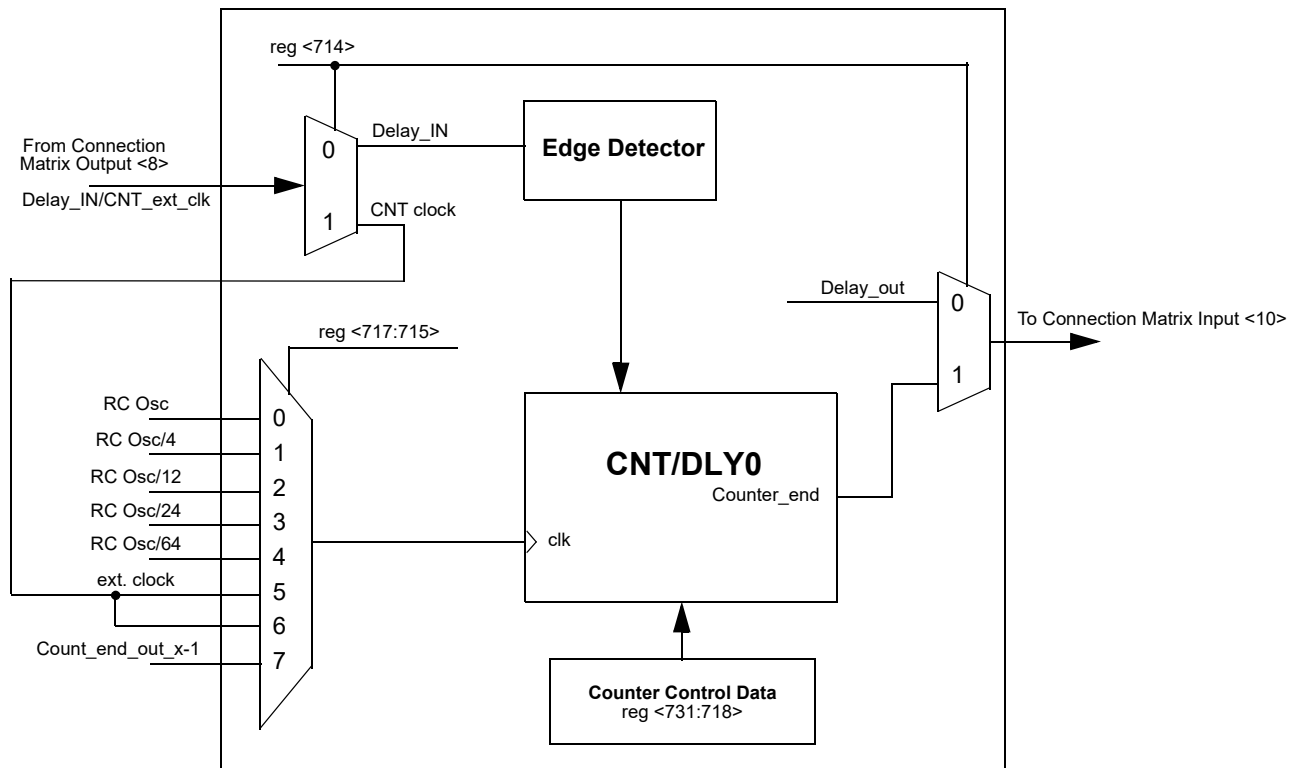 reg <714>
From Connection
Matrix Output <8>
Delay_IN/CNT_ext_clk
0
1
Delay_IN
CNT clock
Edge Detector
Delay_out
0
1
To Connection Matrix Input <10>
reg <717:715>
RC Osc
RC Osc/4
RC Osc/12
RC Osc/24
RC Osc/64
ext. clock
Count_end_out_x-1
0
1
2
3
4
5
6
7
CNT/DLY0
Counter_end
clk
Counter Control Data
reg <731:718>